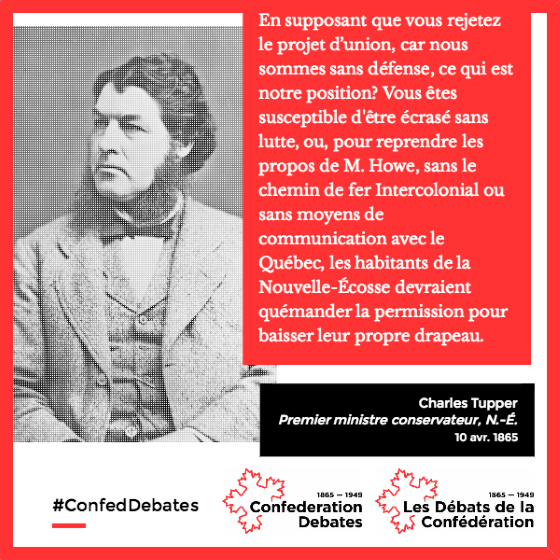 En supposant que vous rejetez
le projet d'union, car nous
sommes sans défense, ce qui est
notre position? Vous êtes
susceptible d'être écrasé sans
lutte, ou, pour reprendre les
propos de M. Howe, sans le
chemin de fer Intercolonial ou
sans moyens de
communication avec le
Québec, les habitants de la
Nouvelle-Écosse devraient
quémander la permission pour
baisser leur propre drapeau.
Charles Tupper
Premier ministre conservateur, N.-É.
10 avr. 1865
#ConfedDebates
1865 — 1949
Confederation
Debates
1865 — 1949
Les Débats de la
Confédération